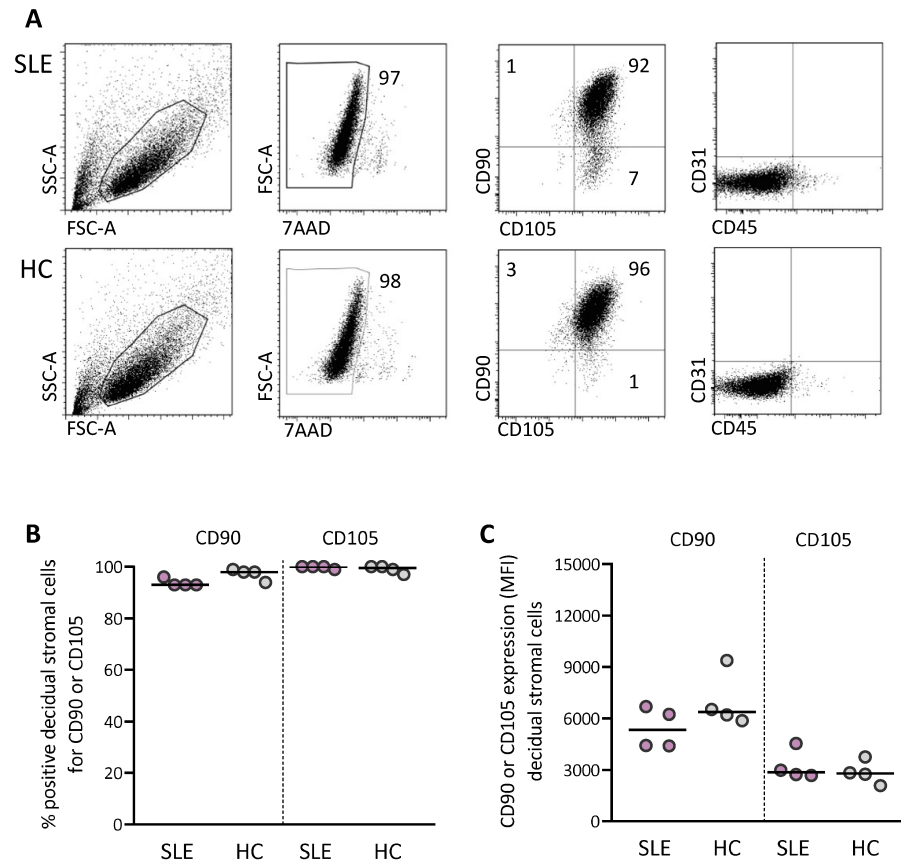 A
SLE
SSC-A
FSC-A
97
FSC-A
7AAD
1
92
CD90
7
CD105
CD31
CD45
HC
SSC-A
FSC-A
98
FSC-A
7AAD
3
96
CD90
1
CD105
CD31
CD45
B
CD90
CD105
% positive decidual stromal cells
for CD90 or CD105
100
80
60
40
20
0
SLE
HC
SLE
HC
C
CD90
CD105
CD90 or CD105 expression (MFI)
decidual stromal cells
15000
12000
9000
6000
3000
0
SLE
HC
SLE
HC